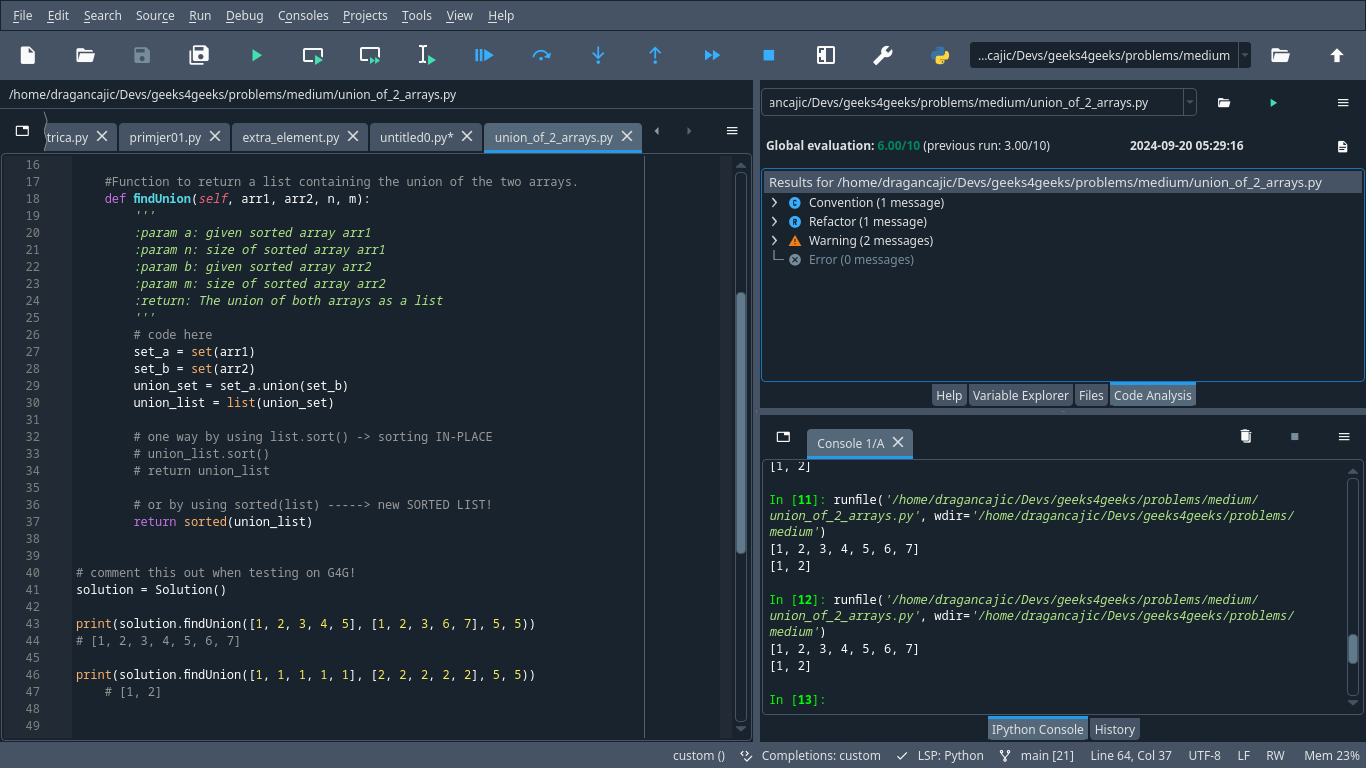 File Edit Search Source Run Debug Consoles Projects Tools View Help
...cajic/Devs/geeks4geeks/problems/medium
/home/dragancajic/Devs/geeks4geeks/problems/medium/union_of_2_arrays.py
trica.py primjer01.py extra_element.py untitled0.py* union_of_2_arrays.py
16
17 #Function to return a list containing the union of the two arrays.
18 def findUnion(self, arr1, arr2, n, m):
19 '''
20 :param a: given sorted array arr1
21 :param n: size of sorted array arr1
22 :param b: given sorted array arr2
23 :param m: size of sorted array arr2
24 :return: The union of both arrays as a list
25 '''
26 # code here
27 set_a = set(arr1)
28 set_b = set(arr2)
29 union_set = set_a.union(set_b)
30 union_list = list(union_set)
31
32 # one way by using list.sort() -> sorting IN-PLACE
33 # union_list.sort()
34 # return union_list
35
36 # or by using sorted(list) -----> new SORTED LIST!
37 return sorted(union_list)
38
39
40 # comment this out when testing on G4G!
41 solution = Solution()
42
43 print(solution.findUnion([1, 2, 3, 4, 5], [1, 2, 3, 6, 7], 5, 5))
44 # [1, 2, 3, 4, 5, 6, 7]
45
46 print(solution.findUnion([1, 1, 1, 1, 1], [2, 2, 2, 2, 2], 5, 5))
47 # [1, 2]
48
49
ancajic/Devs/geeks4geeks/problems/medium/union_of_2_arrays.py
Global evaluation: 6.00/10 (previous run: 3.00/10) 2024-09-20 05:29:16
Results for /home/dragancajic/Devs/geeks4geeks/problems/medium/union_of_2_arrays.py
C Convention (1 message)
R Refactor (1 message)
Warning (2 messages)
Error (0 messages)
Help Variable Explorer Files Code Analysis
Console 1/A
[1, 2]
In [11]: runfile('/home/dragancajic/Devs/geeks4geeks/problems/medium/
union_of_2_arrays.py', wdir='/home/dragancajic/Devs/geeks4geeks/problems/
medium')
[1, 2, 3, 4, 5, 6, 7]
[1, 2]
In [12]: runfile('/home/dragancajic/Devs/geeks4geeks/problems/medium/
union_of_2_arrays.py', wdir='/home/dragancajic/Devs/geeks4geeks/problems/
medium')
[1, 2, 3, 4, 5, 6, 7]
[1, 2]
In [13]:
IPython Console History
custom () Completions: custom LSP: Python main [21] Line 64, Col 37 UTF-8 LF RW Mem 23%